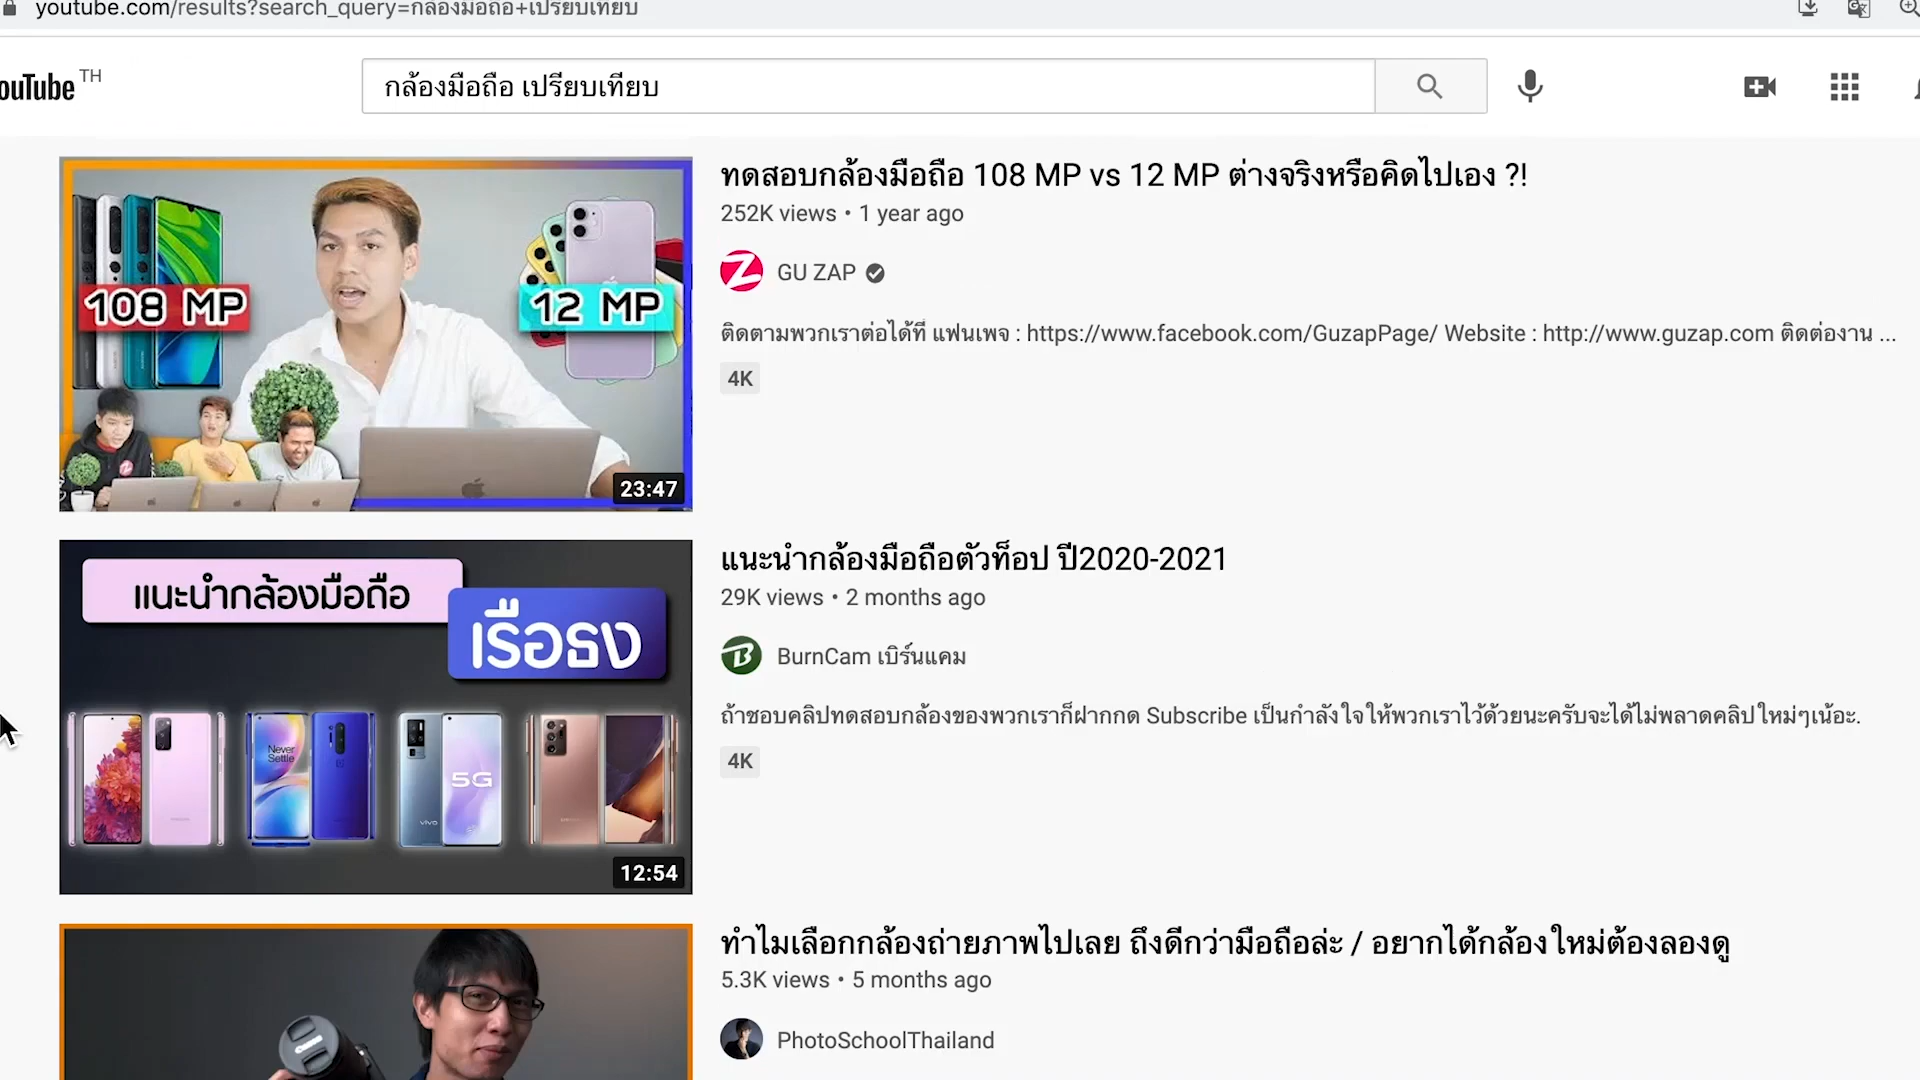 youtube.com/results?search_query=กล้องมือถือ+เปรียบเทียบ
ouTube TH
กล้องมือถือ เปรียบเทียบ
108 MP
12 MP
23:47
ทดสอบกล้องมือถือ 108 MP vs 12 MP ต่างจริงหรือคิดไปเอง ?!
252K views • 1 year ago
GU ZAP
ติดตามพวกเราต่อได้ที่ แฟนเพจ : https://www.facebook.com/GuzapPage/ Website : http://www.guzap.com ติดต่องาน ...
4K
แนะนำกล้องมือถือ
เรือธง
Never
Settle
vivo
5G
12:54
แนะนำกล้องมือถือตัวท็อป ปี2020-2021
29K views • 2 months ago
BurnCam เบิร์นแคม
ถ้าชอบคลิปทดสอบกล้องของพวกเราก็ฝากกด Subscribe เป็นกำลังใจให้พวกเราไว้ด้วยนะครับจะได้ไม่พลาดคลิปใหม่ๆเน้อะ.
4K
Canon
ทำไมเลือกกล้องถ่ายภาพไปเลย ถึงดีกว่ามือถือล่ะ / อยากได้กล้องใหม่ต้องลองดู
5.3K views • 5 months ago
PhotoSchoolThailand